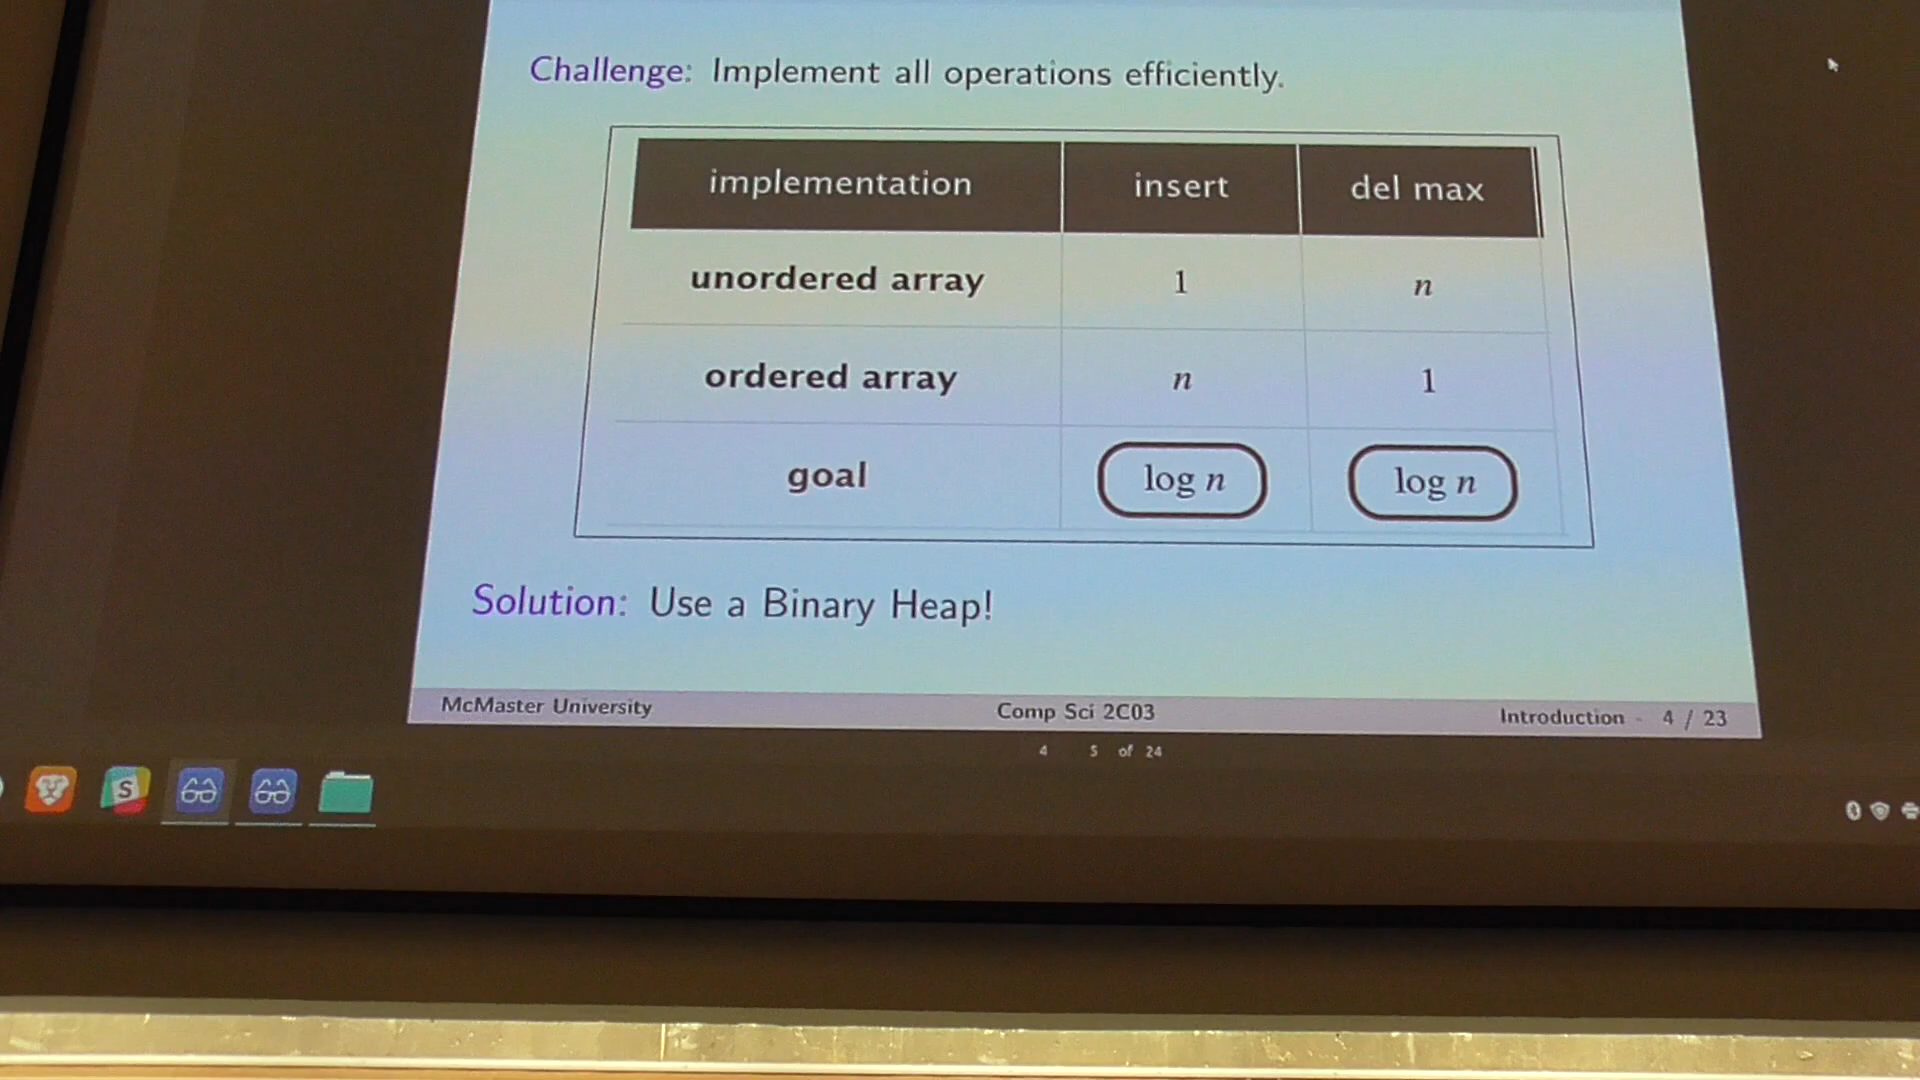 Challenge: Implement all operations efficiently.
implementation insert del max
unordered array 1 n
ordered array n 1
goal log n log n
Solution: Use a Binary Heap!
McMaster University Comp Sci 2C03 Introduction - 4 / 23
4 5 of 24
S